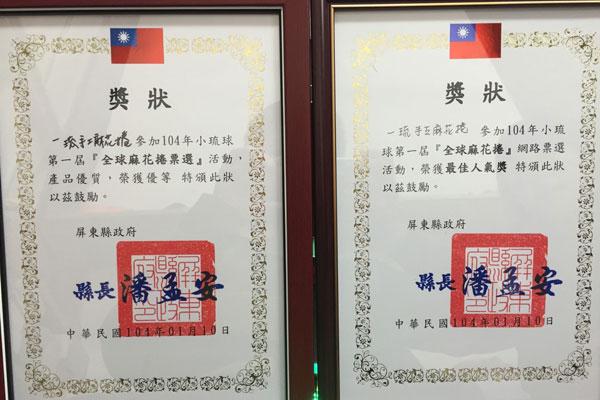 獎狀
一琉手工麻花捲 參加104年小琉球
第一屆『全球麻花捲票選』活動，
產品優質，榮獲優等 特頒此狀
以茲鼓勵。
屏東縣政府
縣長 潘孟安
中華民國104年01月10日
獎狀
一琉手工麻花捲 參加104年小琉
球第一屆『全球麻花捲』網路票選
活動，榮獲最佳人氣獎 特頒此狀
以茲鼓勵。
屏東縣政府
縣長 潘孟安
中華民國104年01月10日